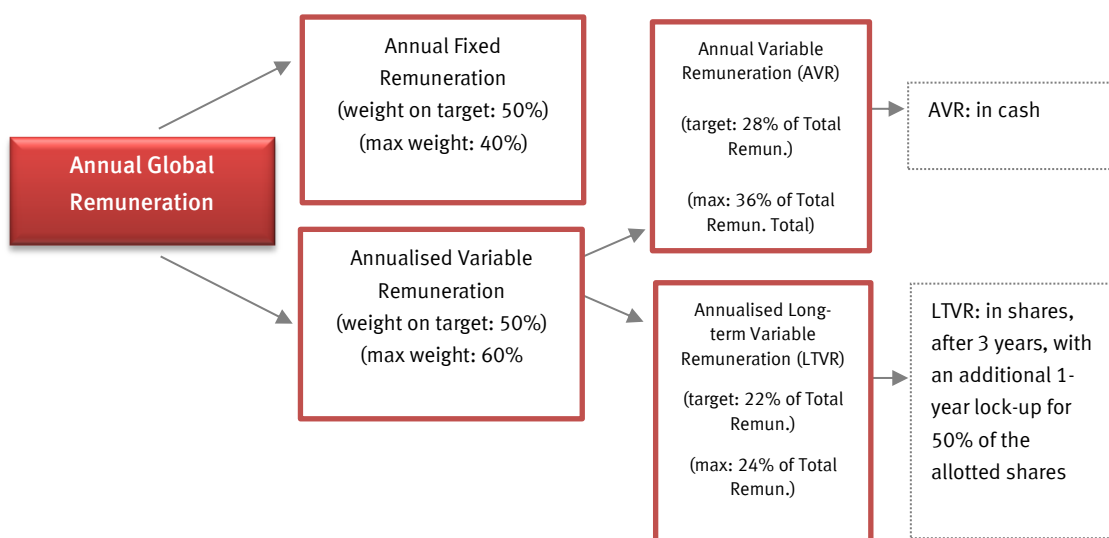 Annual Global
Remuneration
Annual Fixed
Remuneration
(weight on target: 50%)
(max weight: 40%)
Annualised Variable
Remuneration
(weight on target: 50%)
(max weight: 60%
Annual Variable
Remuneration (AVR)
(target: 28% of Total
Remun.)
(max: 36% of Total
Remun. Total)
AVR: in cash
Annualised Long-
term Variable
Remuneration (LTVR)
(target: 22% of Total
Remun.)
(max: 24% of Total
Remun.)
LTVR: in shares,
after 3 years, with
an additional 1-
year lock-up for
50% of the
allotted shares